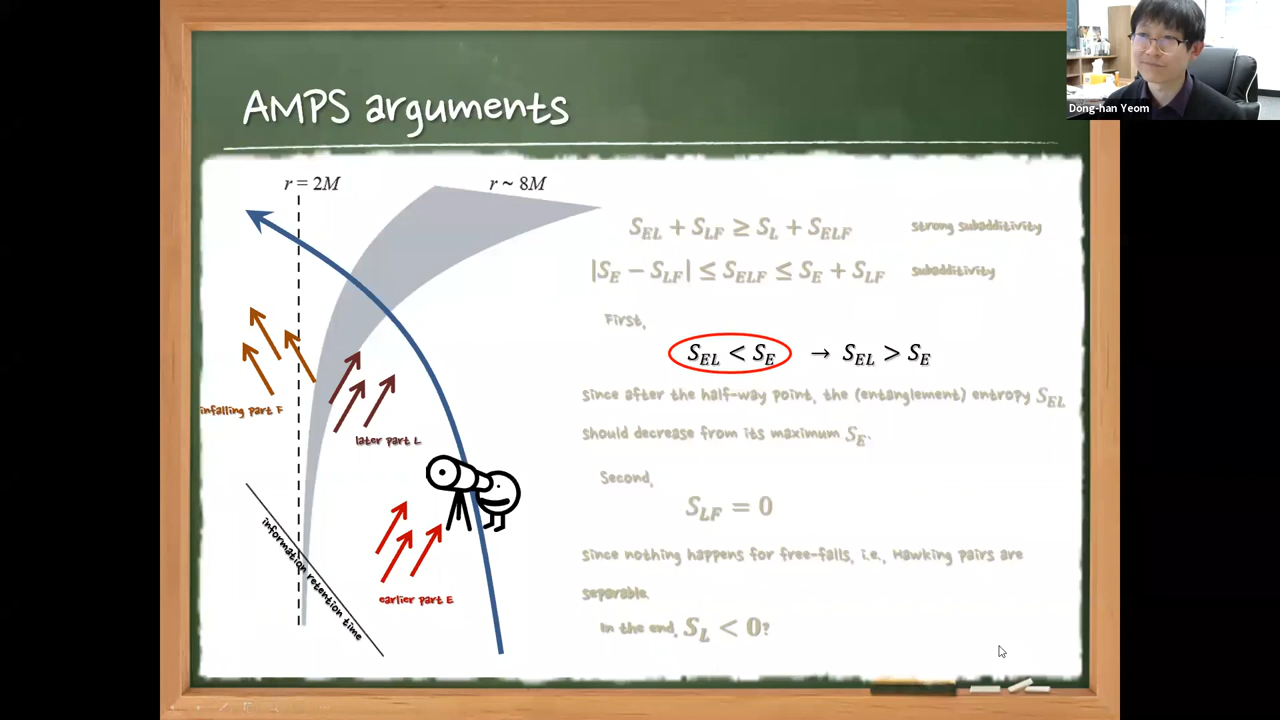 Dong-han Yeom
AMPS arguments
r = 2M
r ~ 8M
infalling part F
later part L
information retention time
earlier part E
S_EL + S_LF ≥ S_L + S_ELF
strong subadditivity
|S_E − S_LF| ≤ S_ELF ≤ S_E + S_LF
subadditivity
First,
S_EL < S_E → S_EL > S_E
since after the half-way point, the (entanglement) entropy S_EL
should decrease from its maximum S_E.
Second,
S_LF = 0
since nothing happens for free-falls, i.e., Hawking pairs are
separable.
In the end, S_L < 0?